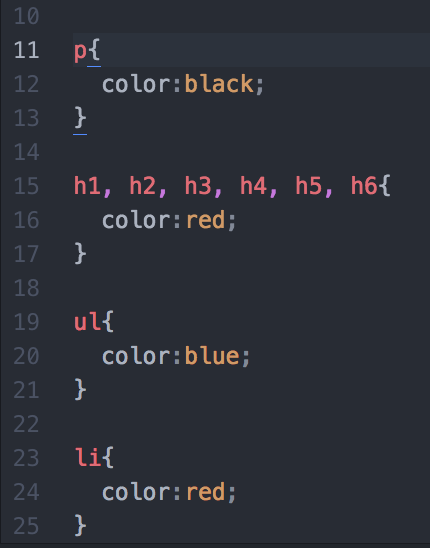 10
11 p{
12   color:black;
13 }
14
15 h1, h2, h3, h4, h5, h6{
16   color:red;
17 }
18
19 ul{
20   color:blue;
21 }
22
23 li{
24   color:red;
25 }